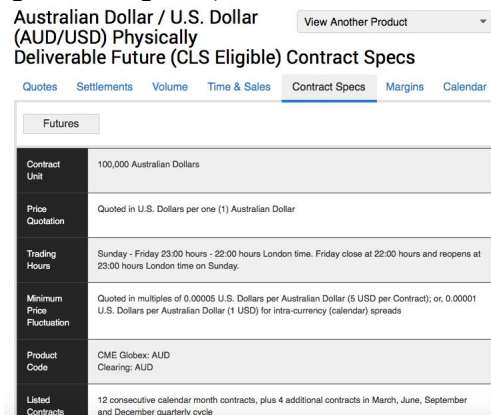 Australian Dollar / U.S. Dollar
View Another Product
(AUD/USD) Physically
Deliverable Future (CLS Eligible) Contract Specs
Quotes Settlements Volume Time & Sales Contract Specs Margins Calendar
Futures
Contract Unit
100,000 Australian Dollars
Price Quotation
Quoted in U.S. Dollars per one (1) Australian Dollar
Trading Hours
Sunday - Friday 23:00 hours - 22:00 hours London time. Friday close at 22:00 hours and reopens at
23:00 hours London time on Sunday.
Minimum Price Fluctuation
Quoted in multiples of 0.00005 U.S. Dollars per Australian Dollar (5 USD per Contract); or, 0.00001
U.S. Dollars per Australian Dollar (1 USD) for intra-currency (calendar) spreads
Product Code
CME Globex: AUD
Clearing: AUD
Listed Contracts
12 consecutive calendar month contracts, plus 4 additional contracts in March, June, September
and December quarterly cycle